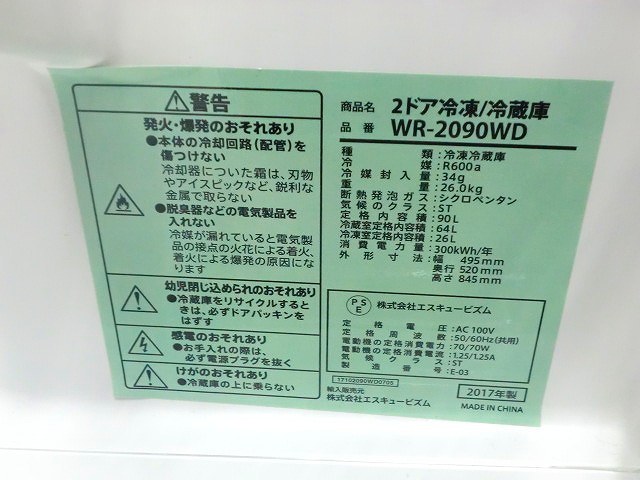 警告
発火・爆発のおそれあり
●本体の冷却回路(配管)を
傷つけない
冷却器についた霜は、刃物
やアイスピックなど、鋭利な
金属で取らない
●脱臭器などの電気製品を
入れない
冷媒が漏れていると電気製
品の接点の火花による着火、
着火による爆発の原因にな
ります
幼児閉じ込められのおそれあり
●冷蔵庫をリサイクルすると
きは、必ずドアパッキンを
はずす
感電のおそれあり
●お手入れの際は、
必ず電源プラグを抜く
けがのおそれあり
●冷蔵庫の上に乗らない
商品名 2ドア冷凍/冷蔵庫
品番 WR-2090WD
種類:冷凍冷蔵庫
冷媒:R600a
冷媒封入量:34g
重量:26.0kg
断熱発泡ガス:シクロペンタン
気候のクラス:ST
定格内容積:90L
冷蔵室定格内容積:64L
冷凍室定格内容積:26L
消費電力量:300kWh/年
外形寸法:幅 495mm
奥行 520mm
高さ 845mm
PSE 株式会社エスキュービズム
定格電圧:AC 100V
定格周波数:50/60Hz(共用)
電動機の定格消費電力:70/70W
電動機の定格消費電流:1.25/1.25A
気候クラス:ST
製造番号:E-03
17102090WD0705
2017年製
輸入販売元
株式会社エスキュービズム
MADE IN CHINA